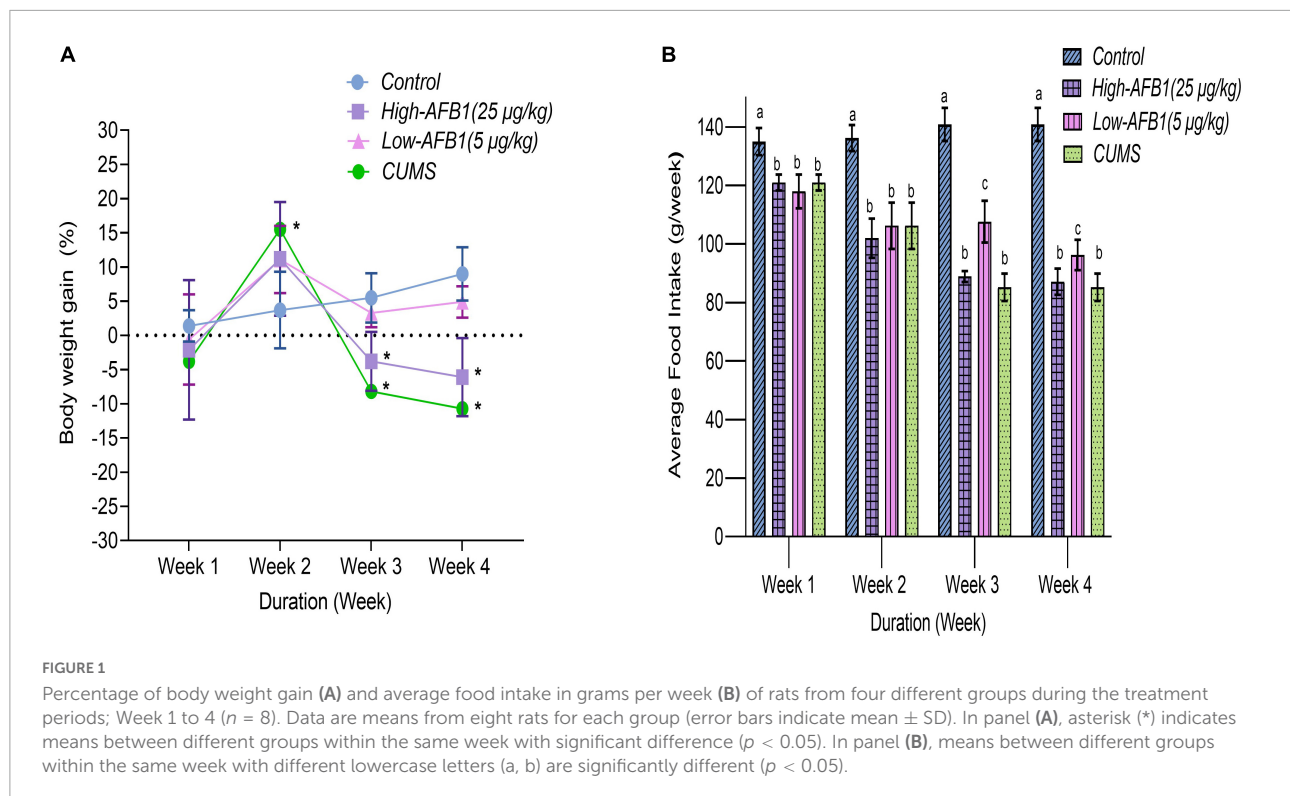 A
Control
High-AFB1(25 µg/kg)
Low-AFB1(5 µg/kg)
CUMS
Body weight gain (%)
30
25
20
15
10
5
0
-5
-10
-15
-20
-25
-30
*
*
*
*
*
Week 1 Week 2 Week 3 Week 4
Duration (Week)
B
Control
High-AFB1(25 µg/kg)
Low-AFB1(5 µg/kg)
CUMS
Average Food Intake (g/week)
140
120
100
80
60
40
20
0
a b b b
a b b b
a b c b
a b c b
Week 1 Week 2 Week 3 Week 4
Duration (Week)
FIGURE 1
Percentage of body weight gain (A) and average food intake in grams per week (B) of rats from four different groups during the treatment
periods; Week 1 to 4 (n = 8). Data are means from eight rats for each group (error bars indicate mean ± SD). In panel (A), asterisk (*) indicates
means between different groups within the same week with significant difference (p < 0.05). In panel (B), means between different groups
within the same week with different lowercase letters (a, b) are significantly different (p < 0.05).